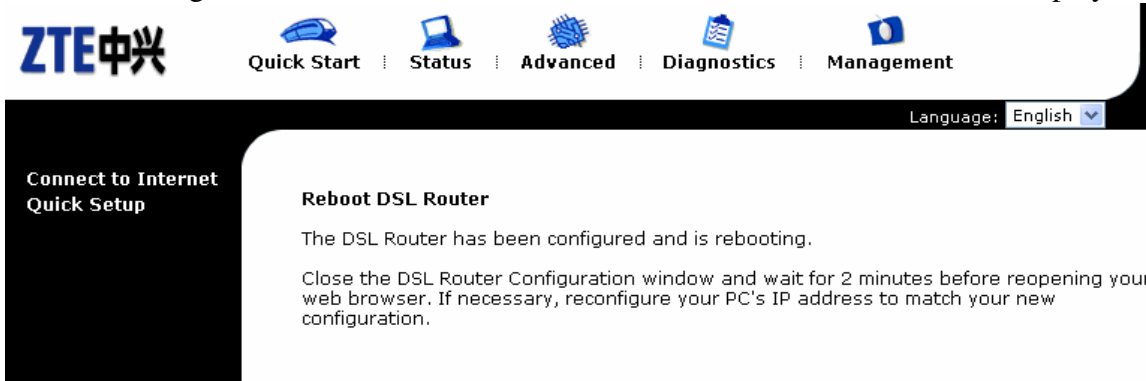 ZTE中兴
Quick Start Status Advanced Diagnostics Management
Language: English
Connect to Internet
Quick Setup
Reboot DSL Router
The DSL Router has been configured and is rebooting.
Close the DSL Router Configuration window and wait for 2 minutes before reopening your
web browser. If necessary, reconfigure your PC's IP address to match your new
configuration.